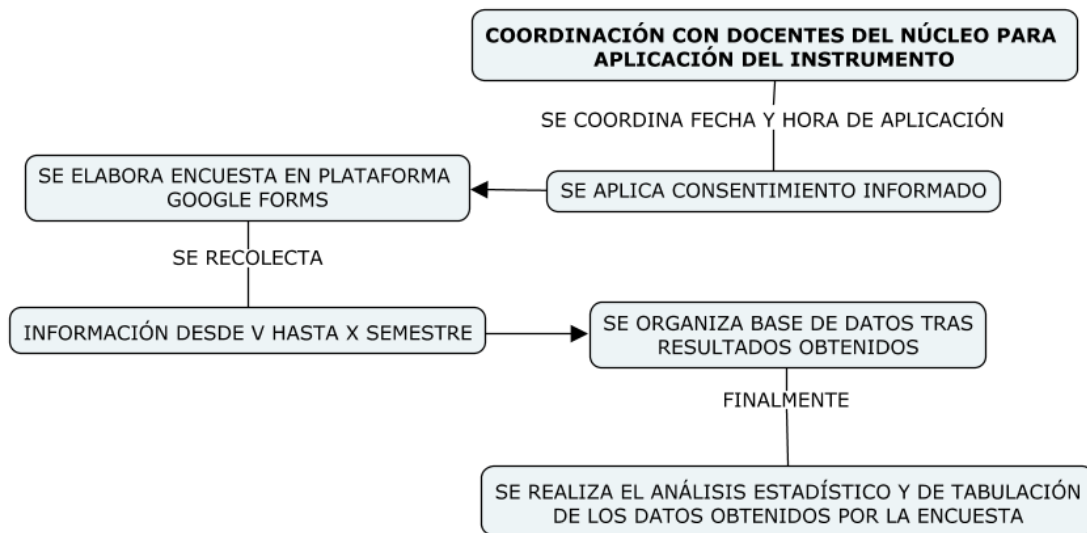 COORDINACIÓN CON DOCENTES DEL NÚCLEO PARA
APLICACIÓN DEL INSTRUMENTO
SE COORDINA FECHA Y HORA DE APLICACIÓN
SE APLICA CONSENTIMIENTO INFORMADO
SE ELABORA ENCUESTA EN PLATAFORMA
GOOGLE FORMS
SE RECOLECTA
INFORMACIÓN DESDE V HASTA X SEMESTRE
SE ORGANIZA BASE DE DATOS TRAS
RESULTADOS OBTENIDOS
FINALMENTE
SE REALIZA EL ANÁLISIS ESTADÍSTICO Y DE TABULACIÓN
DE LOS DATOS OBTENIDOS POR LA ENCUESTA